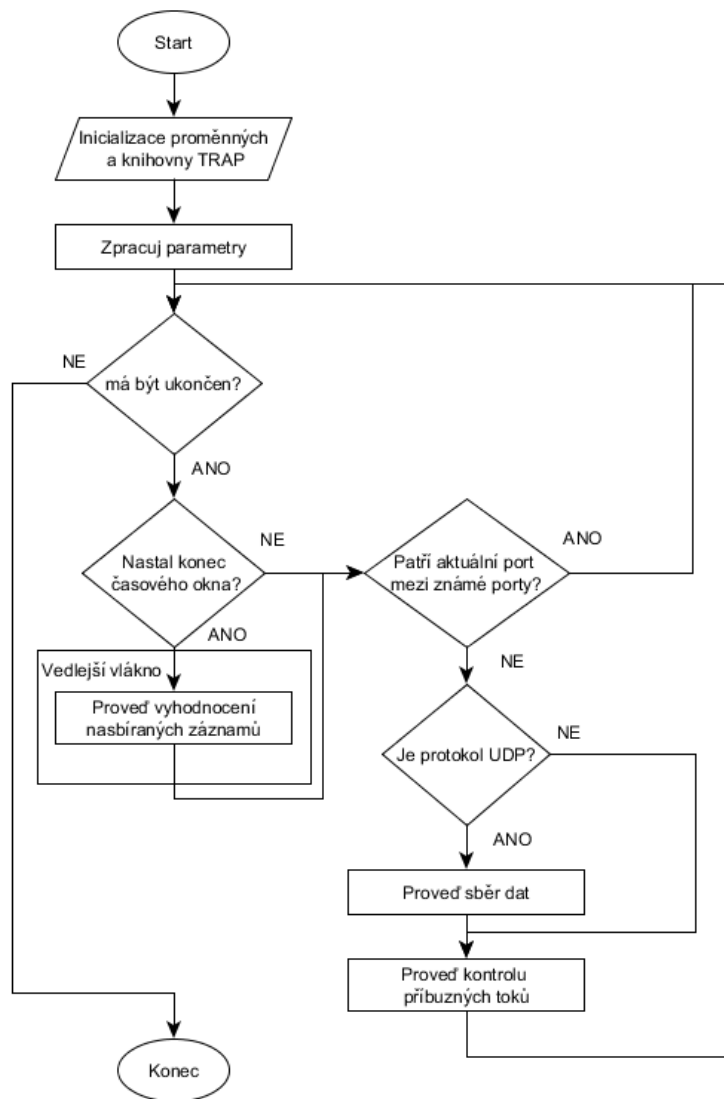 Start
Inicializace proměnných
a knihovny TRAP
Zpracuj parametry
NE
má být ukončen?
ANO
Nastal konec
časového okna?
NE
Patří aktuální port
mezi známé porty?
ANO
ANO
Vedlejší vlákno
Proveď vyhodnocení
nasbíraných záznamů
NE
Je protokol UDP?
NE
ANO
Proveď sběr dat
Proveď kontrolu
příbuzných toků
Konec